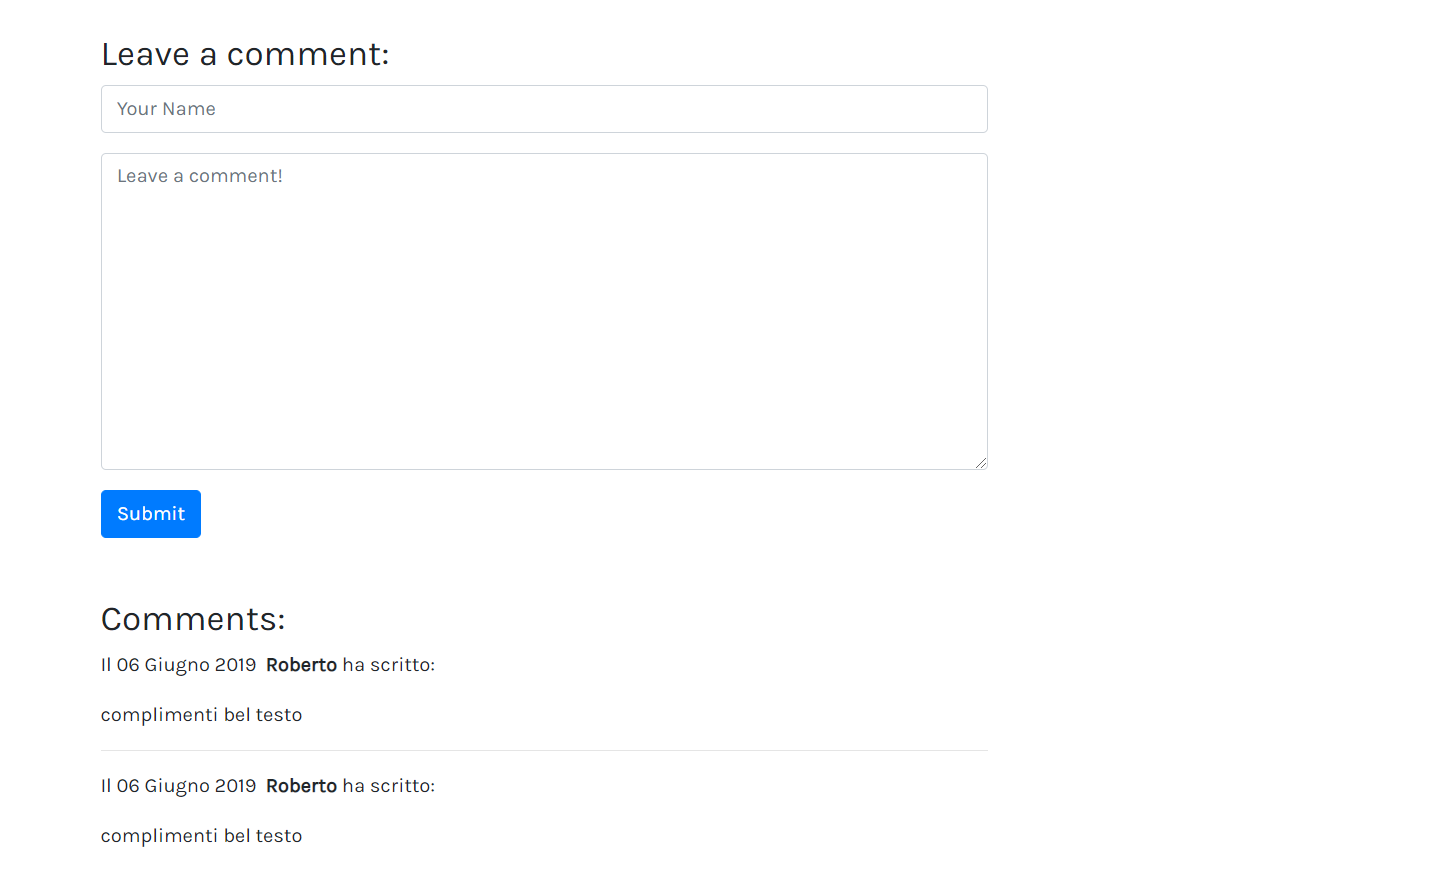 Leave a comment:
Your Name
Leave a comment!
Submit
Comments:
Il 06 Giugno 2019 Roberto ha scritto:
complimenti bel testo
Il 06 Giugno 2019 Roberto ha scritto:
complimenti bel testo